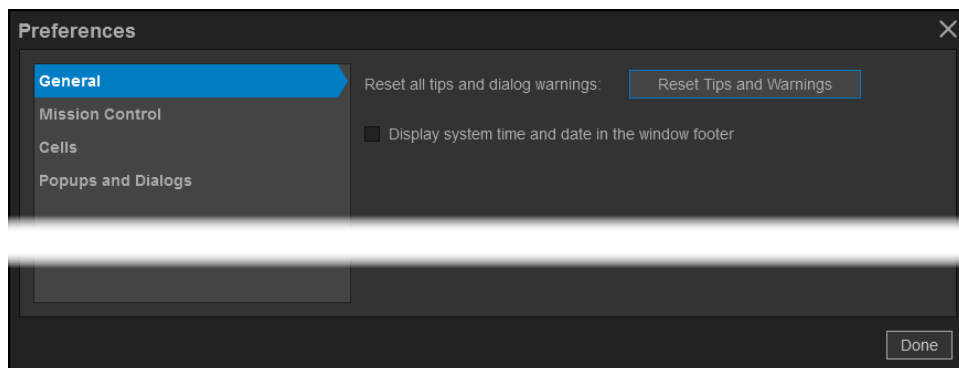 Preferences
General
Reset all tips and dialog warnings:
Reset Tips and Warnings
Mission Control
Display system time and date in the window footer
Cells
Popups and Dialogs
Done